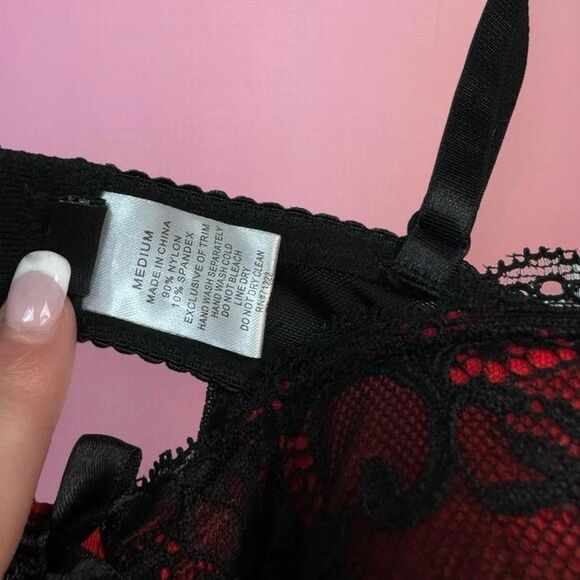 MEDIUM
MADE IN CHINA
90% NYLON
10% SPANDEX
EXCLUSIVE OF TRIM
HAND WASH SEPARATELY
HAND WASH COLD
DO NOT BLEACH
LINE DRY
DO NOT DRY CLEAN